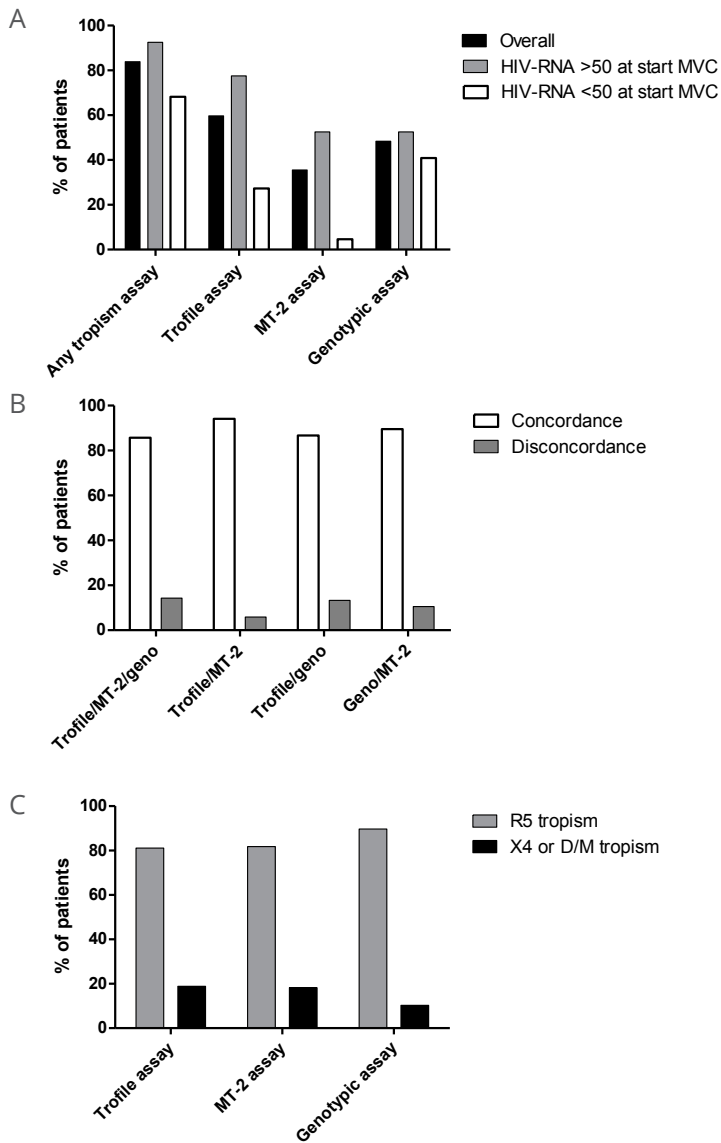 A
% of patients
100
80
60
40
20
0
Any tropism assay
Trofile assay
MT-2 assay
Genotypic assay
Overall
HIV-RNA >50 at start MVC
HIV-RNA <50 at start MVC
B
% of patients
100
80
60
40
20
0
Trofile/MT-2/geno
Trofile/MT-2
Trofile/geno
Geno/MT-2
Concordance
Disconcordance
C
% of patients
100
80
60
40
20
0
Trofile assay
MT-2 assay
Genotypic assay
R5 tropism
X4 or D/M tropism